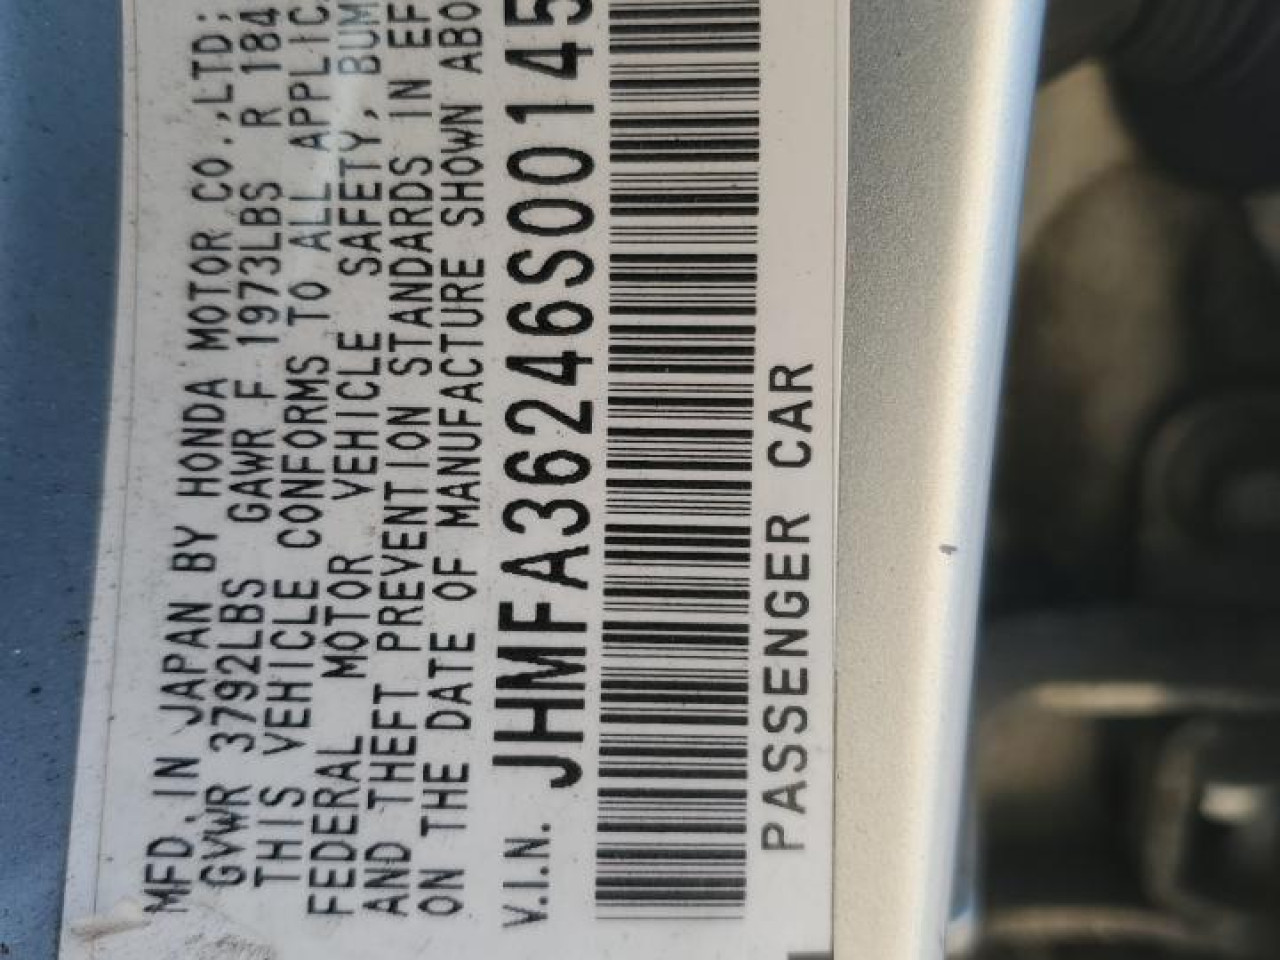 MFD. IN JAPAN BY HONDA MOTOR CO.,LTD;
GVWR 3792LBS GAWR F 1973LBS R 184
THIS VEHICLE CONFORMS TO ALL APPLIC
FEDERAL MOTOR VEHICLE SAFETY, BUM
AND THEFT PREVENTION STANDARDS IN EF
ON THE DATE OF MANUFACTURE SHOWN ABO
V.I.N. JHMFA36246S00145
PASSENGER CAR